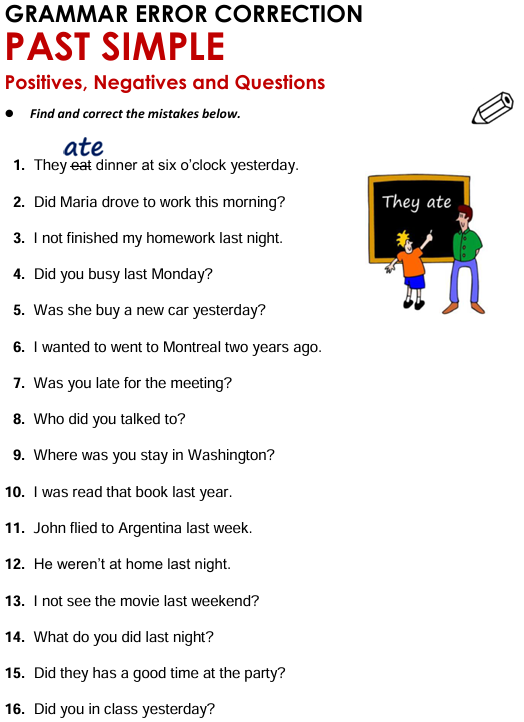 GRAMMAR ERROR CORRECTION
PAST SIMPLE
Positives, Negatives and Questions
● Find and correct the mistakes below.
ate
1. They eat dinner at six o'clock yesterday.
2. Did Maria drove to work this morning?
They ate
3. I not finished my homework last night.
4. Did you busy last Monday?
5. Was she buy a new car yesterday?
6. I wanted to went to Montreal two years ago.
7. Was you late for the meeting?
8. Who did you talked to?
9. Where was you stay in Washington?
10. I was read that book last year.
11. John flied to Argentina last week.
12. He weren't at home last night.
13. I not see the movie last weekend?
14. What do you did last night?
15. Did they has a good time at the party?
16. Did you in class yesterday?